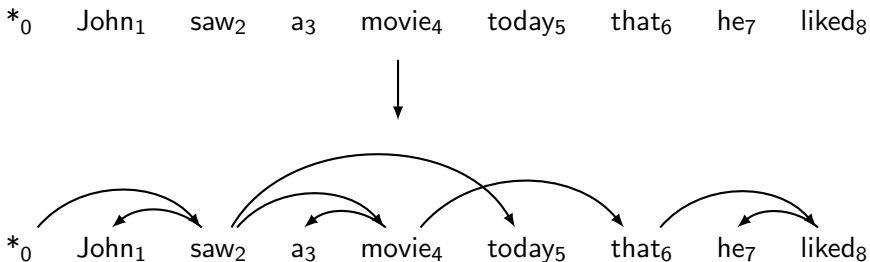 *₀ John₁ saw₂ a₃ movie₄ today₅ that₆ he₇ liked₈
*₀ John₁ saw₂ a₃ movie₄ today₅ that₆ he₇ liked₈